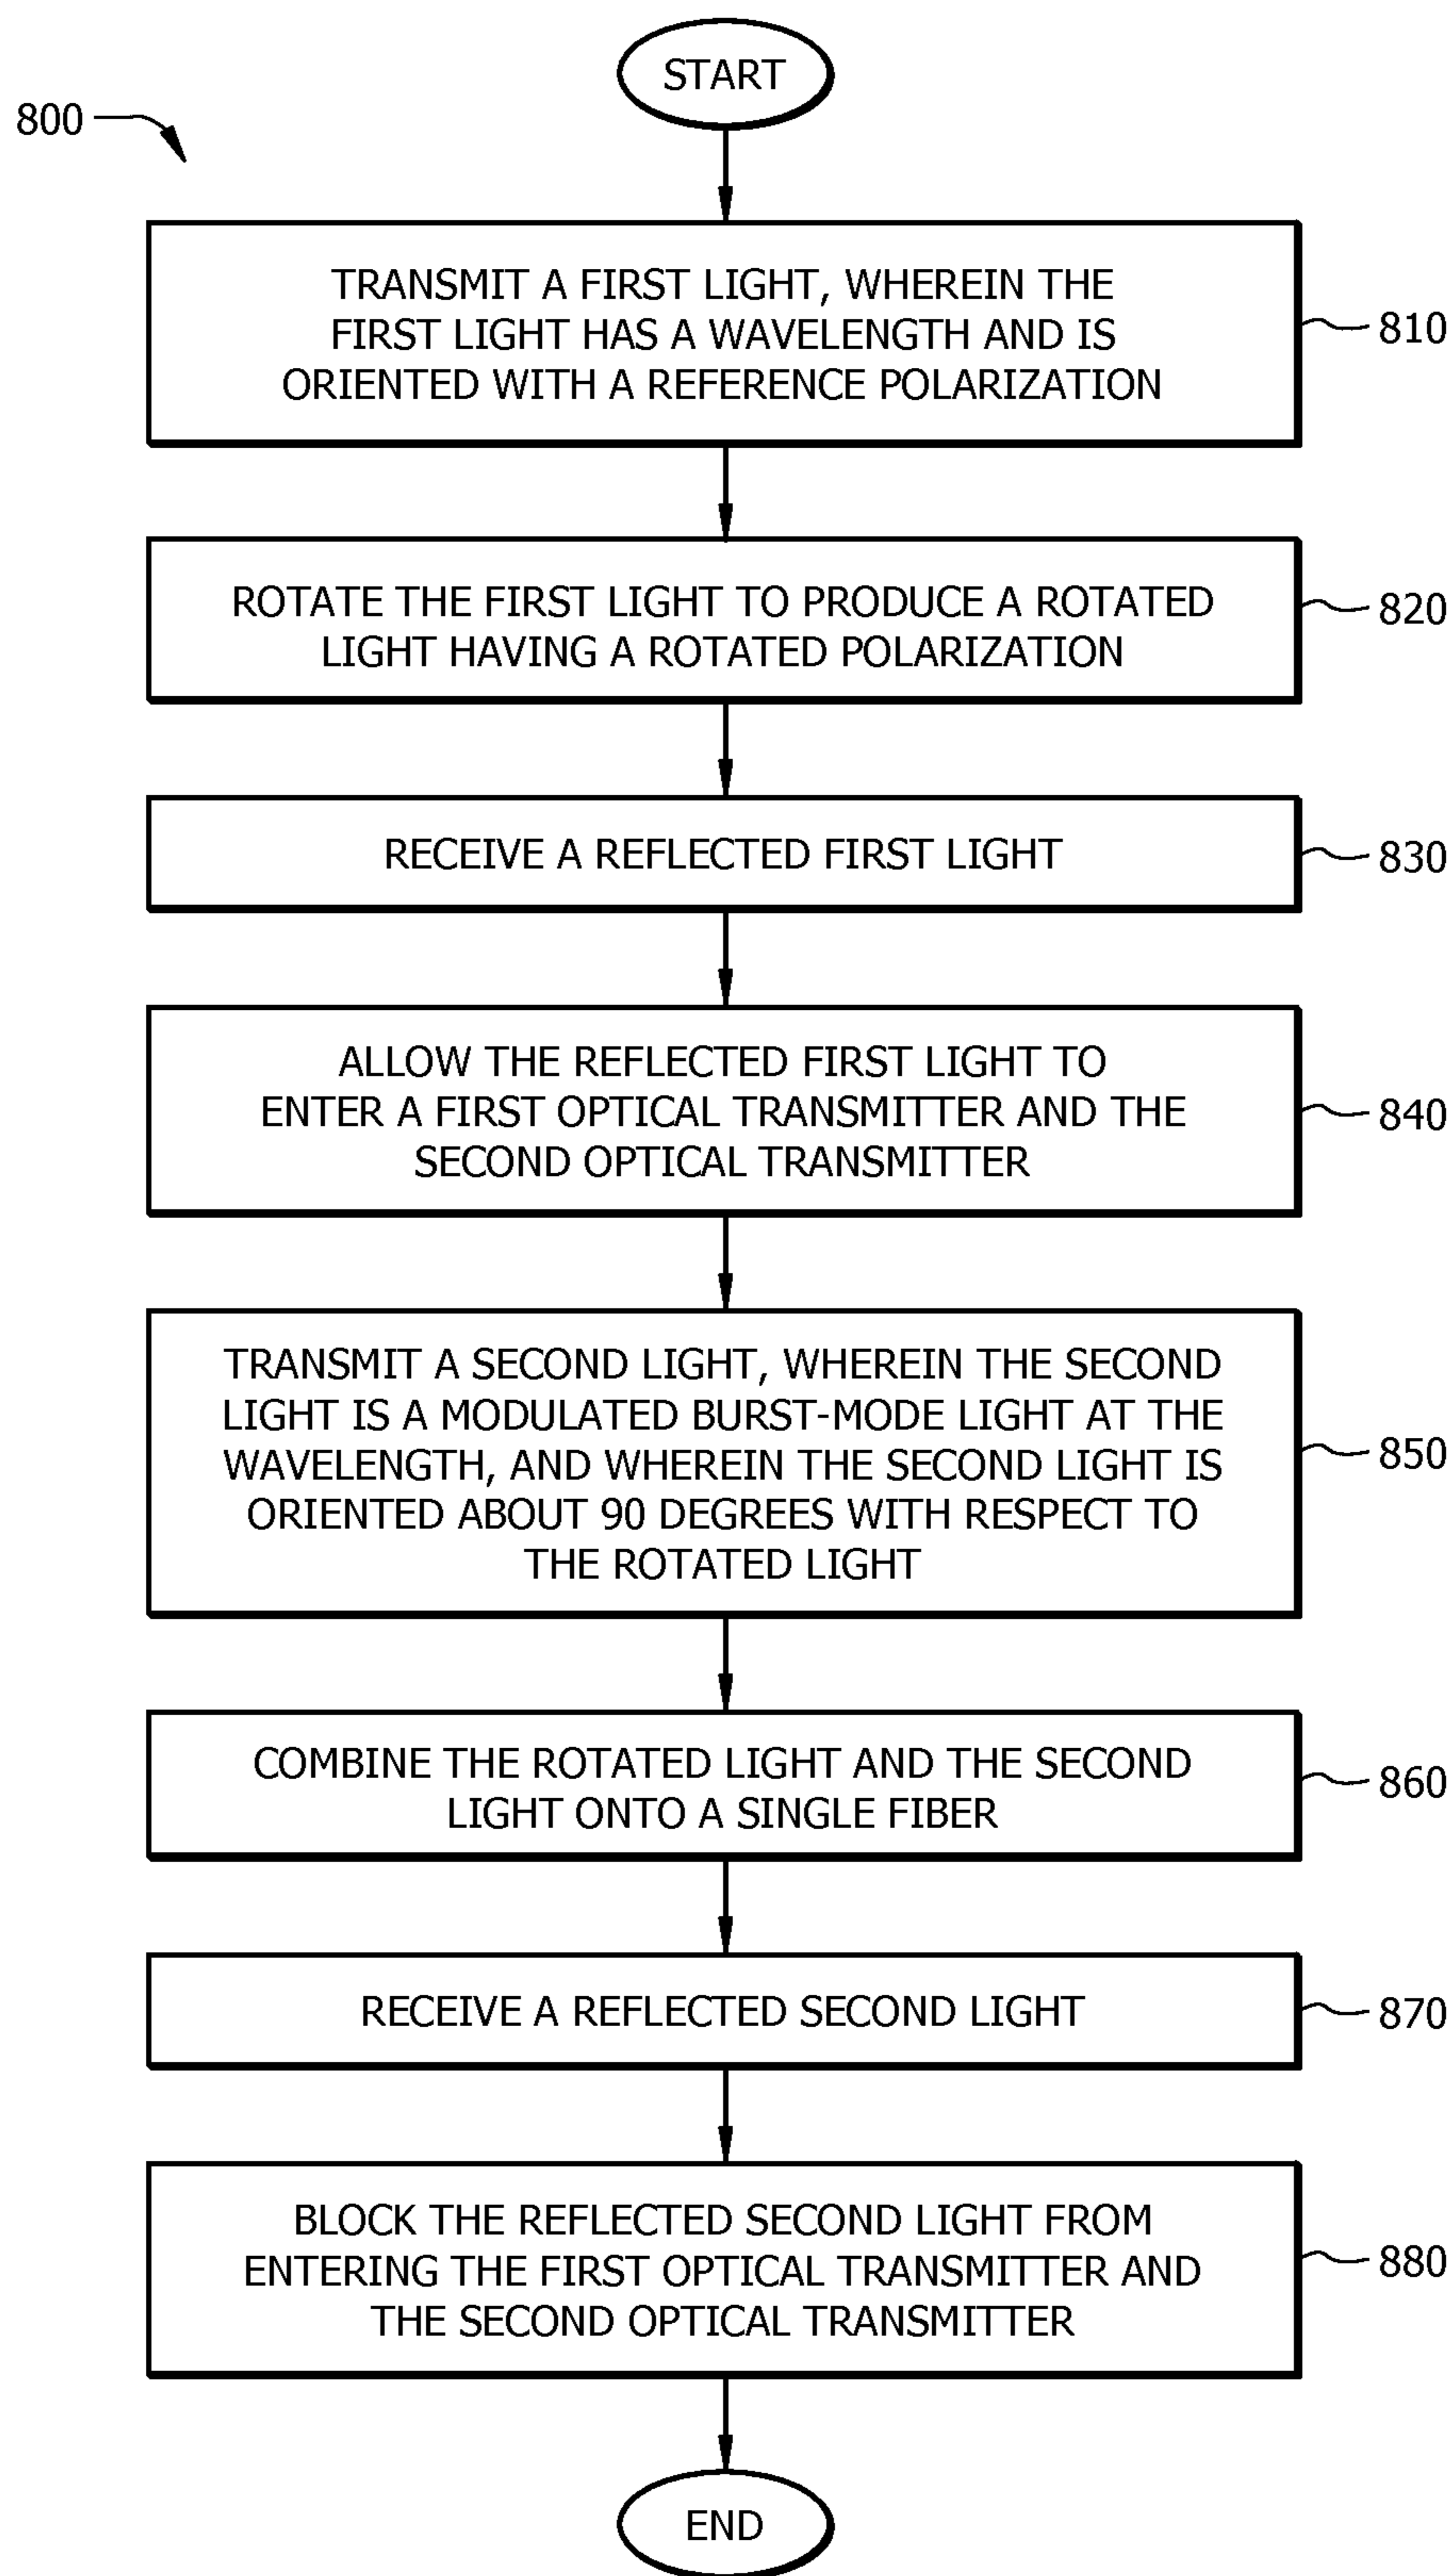 START
800
TRANSMIT A FIRST LIGHT, WHEREIN THE
FIRST LIGHT HAS A WAVELENGTH AND IS
ORIENTED WITH A REFERENCE POLARIZATION
810
ROTATE THE FIRST LIGHT TO PRODUCE A ROTATED
LIGHT HAVING A ROTATED POLARIZATION
820
RECEIVE A REFLECTED FIRST LIGHT
830
ALLOW THE REFLECTED FIRST LIGHT TO
ENTER A FIRST OPTICAL TRANSMITTER AND THE
SECOND OPTICAL TRANSMITTER
840
TRANSMIT A SECOND LIGHT, WHEREIN THE SECOND
LIGHT IS A MODULATED BURST-MODE LIGHT AT THE
WAVELENGTH, AND WHEREIN THE SECOND LIGHT IS
ORIENTED ABOUT 90 DEGREES WITH RESPECT TO
THE ROTATED LIGHT
850
COMBINE THE ROTATED LIGHT AND THE SECOND
LIGHT ONTO A SINGLE FIBER
860
RECEIVE A REFLECTED SECOND LIGHT
870
BLOCK THE REFLECTED SECOND LIGHT FROM
ENTERING THE FIRST OPTICAL TRANSMITTER AND
THE SECOND OPTICAL TRANSMITTER
880
END